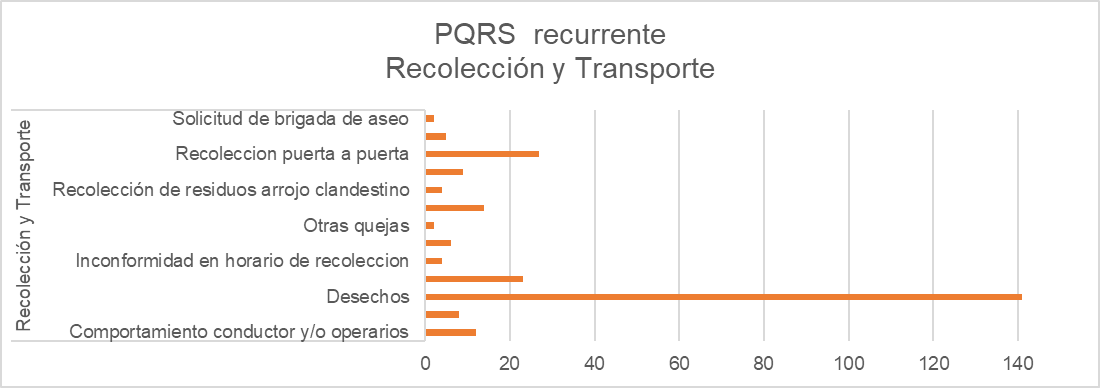 PQRS  recurrente
Recolección y Transporte
Recolección y Transporte
Solicitud de brigada de aseo
Recoleccion puerta a puerta
Recolección de residuos arrojo clandestino
Otras quejas
Inconformidad en horario de recoleccion
Desechos
Comportamiento conductor y/o operarios
0 20 40 60 80 100 120 140